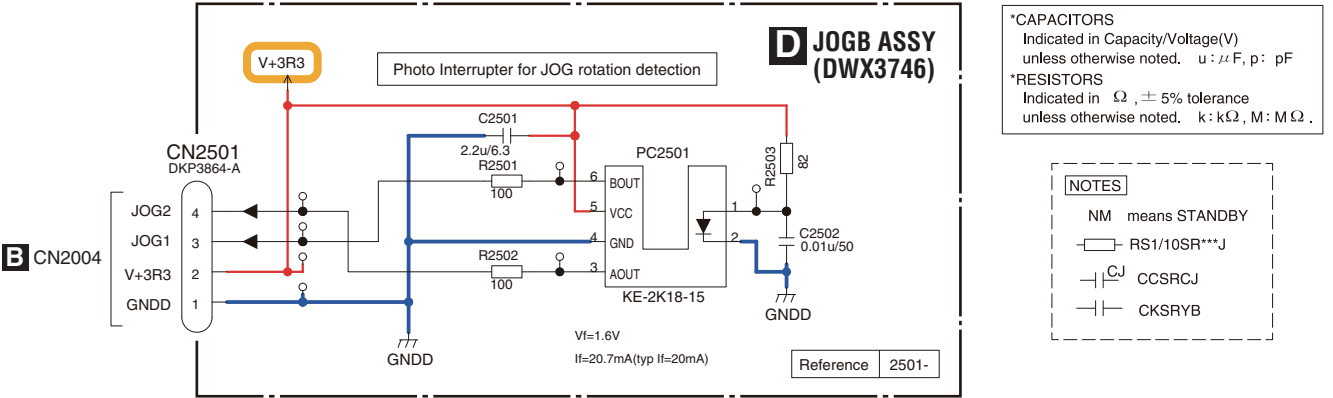 V+3R3
Photo Interrupter for JOG rotation detection
D JOGB ASSY
(DWX3746)
C2501
2.2u/6.3
R2501
100
PC2501
R2503
82
CN2501
DKP3864-A
6 BOUT
5 VCC
4 GND
3 AOUT
1
2
C2502
0.01u/50
JOG2 4
JOG1 3
V+3R3 2
GNDD 1
B CN2004
R2502
100
KE-2K18-15
GNDD
GNDD
Vf=1.6V
If=20.7mA(typ If=20mA)
Reference 2501-
*CAPACITORS
Indicated in Capacity/Voltage(V)
unless otherwise noted. u : μ F, p : pF
*RESISTORS
Indicated in Ω , ± 5% tolerance
unless otherwise noted. k : kΩ , M : M Ω .
NOTES
NM means STANDBY
RS1/10SR***J
CJ CCSRCJ
CKSRYB